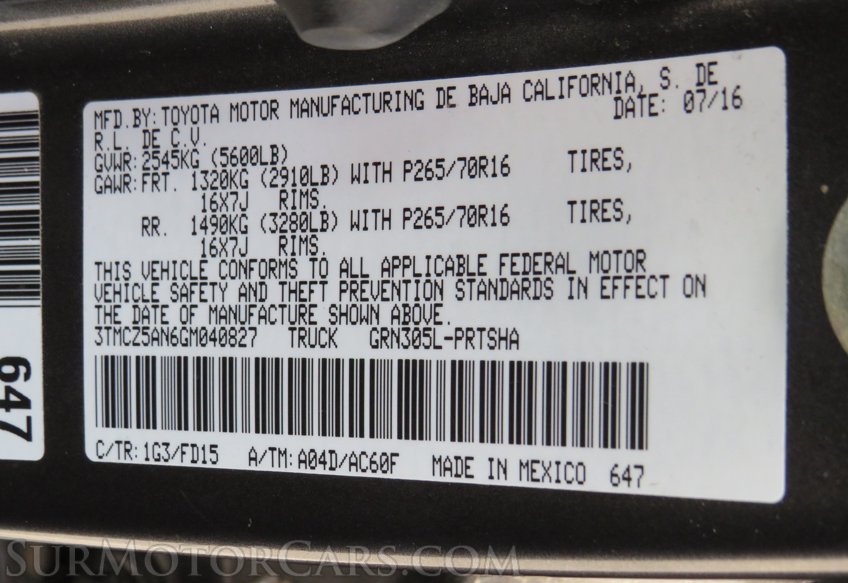 MFD.BY: TOYOTA MOTOR MANUFACTURING DE BAJA CALIFORNIA, S. DE
R.L. DE C.V. DATE: 07/16
GVWR: 2545KG (5600LB)
GAWR: FRT. 1320KG (2910LB) WITH P265/70R16 TIRES,
16X7J RIMS.
RR. 1490KG (3280LB) WITH P265/70R16 TIRES,
16X7J RIMS.
THIS VEHICLE CONFORMS TO ALL APPLICABLE FEDERAL MOTOR
VEHICLE SAFETY AND THEFT PREVENTION STANDARDS IN EFFECT ON
THE DATE OF MANUFACTURE SHOWN ABOVE.
3TMCZ5AN6GM040827 TRUCK GRN305L-PRTSHA
C/TR: 1G3/FD15 A/TM: A04D/AC60F MADE IN MEXICO 647
647
SURMOTORCARS.COM